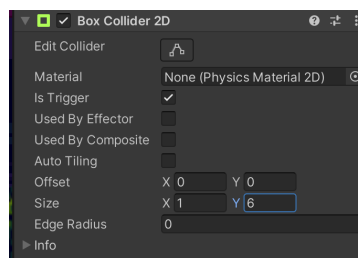 Box Collider 2D
Edit Collider
Material None (Physics Material 2D)
Is Trigger
Used By Effector
Used By Composite
Auto Tiling
Offset X 0 Y 0
Size X 1 Y 6
Edge Radius 0
Info